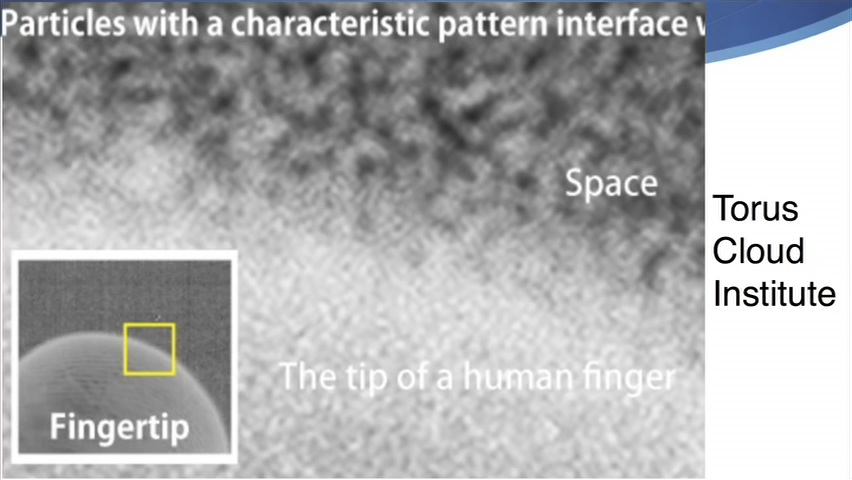 Particles with a characteristic pattern interface
Space
Torus
Cloud
Institute
The tip of a human finger
Fingertip